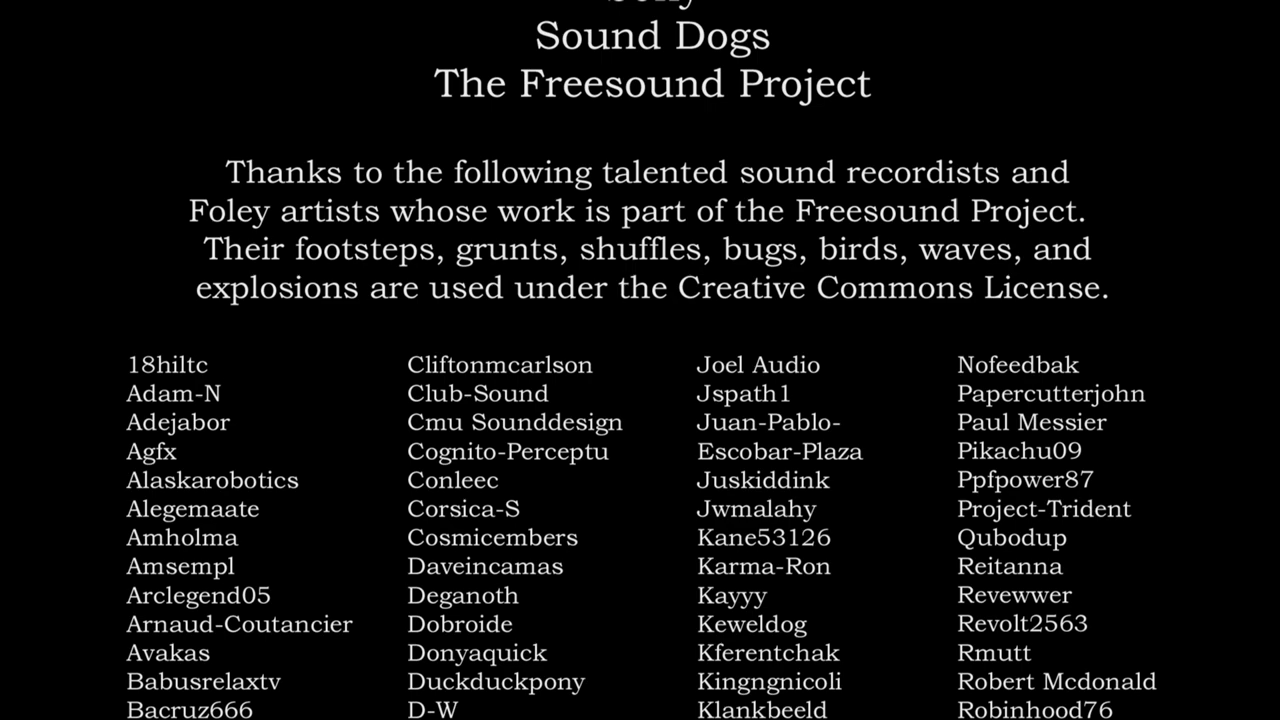 Sound Dogs
The Freesound Project
Thanks to the following talented sound recordists and
Foley artists whose work is part of the Freesound Project.
Their footsteps, grunts, shuffles, bugs, birds, waves, and
explosions are used under the Creative Commons License.
18hiltc
Adam-N
Adejabor
Agfx
Alaskarobotics
Alegemaate
Amholma
Amsempl
Arclegend05
Arnaud-Coutancier
Avakas
Babusrelaxtv
Bacruz666
Cliftonmcarlson
Club-Sound
Cmu Sounddesign
Cognito-Perceptu
Conleec
Corsica-S
Cosmicembers
Daveincamas
Deganoth
Dobroide
Donyaquick
Duckduckpony
D-W
Joel Audio
Jspath1
Juan-Pablo-
Escobar-Plaza
Juskiddink
Jwmalahy
Kane53126
Karma-Ron
Kayyy
Keweldog
Kferentchak
Kingngnicoli
Klankbeeld
Nofeedbak
Papercutterjohn
Paul Messier
Pikachu09
Ppfpower87
Project-Trident
Qubodup
Reitanna
Revewwer
Revolt2563
Rmutt
Robert Mcdonald
Robinhood76